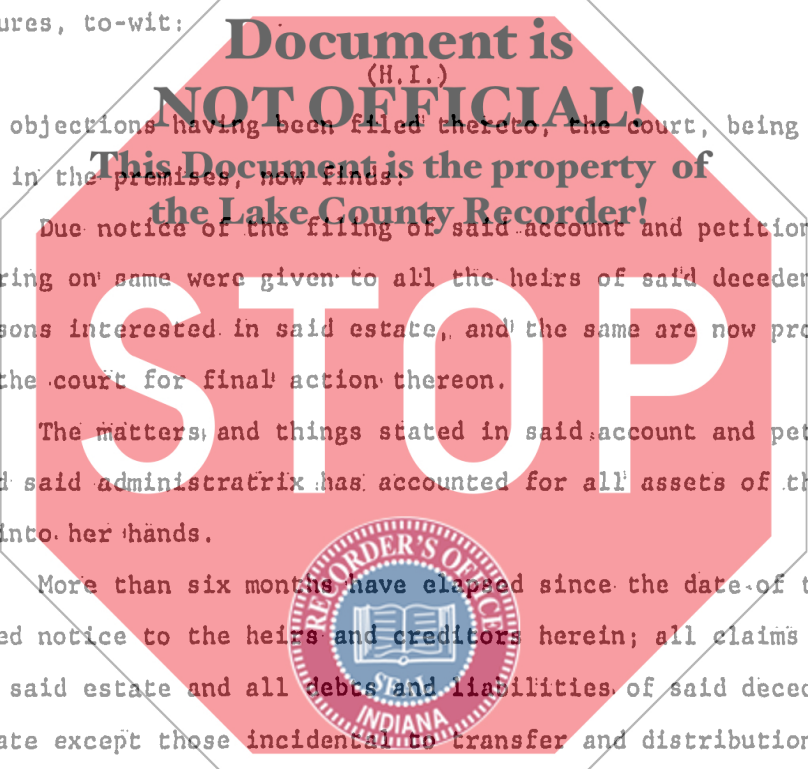 ures, to-wit:
Document is
(H.I.)
NOT OFFICIAL!
objections having been filed thereto, the court, being
This Document is the property of
in the premises, now finds:
the Lake County Recorder!
Due notice of the filing of said account and petition
ring on same were given to all the heirs of said deceden
sons interested in said estate, and the same are now pro
STOP
the court for final action thereon.
The matters and things stated in said account and pet
d said administratrix has accounted for all assets of th
into her hands.
RECORDER'S OFFICE
More than six months have elapsed since the date of t
ed notice to the heirs and creditors herein; all claims
said estate and all debts and liabilities of said deced
SEAL
INDIANA
ate except those incidental to transfer and distribution